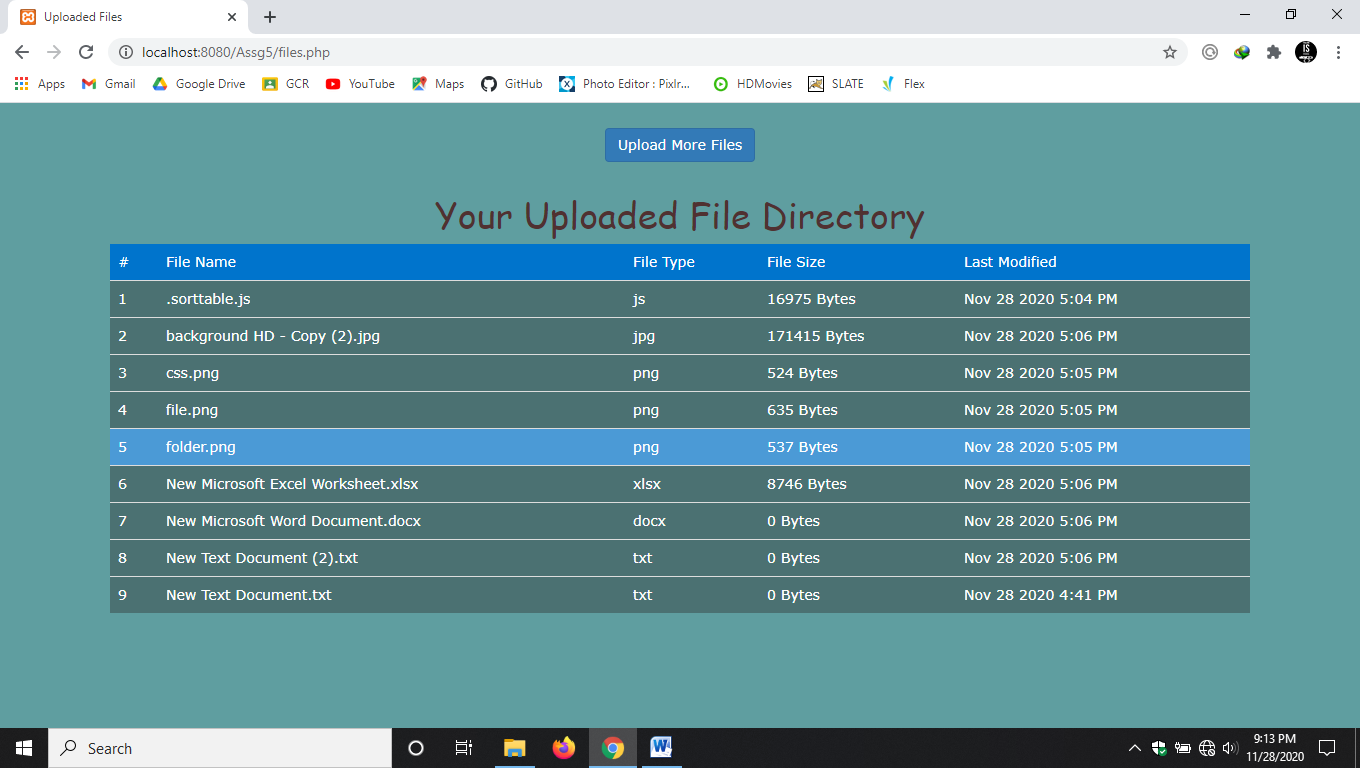 Uploaded Files
localhost:8080/Assg5/files.php
Apps Gmail Google Drive GCR YouTube Maps GitHub Photo Editor : Pixlr... HDMovies SLATE Flex
Upload More Files
Your Uploaded File Directory
# File Name File Type File Size Last Modified
1 .sorttable.js js 16975 Bytes Nov 28 2020 5:04 PM
2 background HD - Copy (2).jpg jpg 171415 Bytes Nov 28 2020 5:06 PM
3 css.png png 524 Bytes Nov 28 2020 5:05 PM
4 file.png png 635 Bytes Nov 28 2020 5:05 PM
5 folder.png png 537 Bytes Nov 28 2020 5:05 PM
6 New Microsoft Excel Worksheet.xlsx xlsx 8746 Bytes Nov 28 2020 5:06 PM
7 New Microsoft Word Document.docx docx 0 Bytes Nov 28 2020 5:06 PM
8 New Text Document (2).txt txt 0 Bytes Nov 28 2020 5:06 PM
9 New Text Document.txt txt 0 Bytes Nov 28 2020 4:41 PM
Search
9:13 PM
11/28/2020